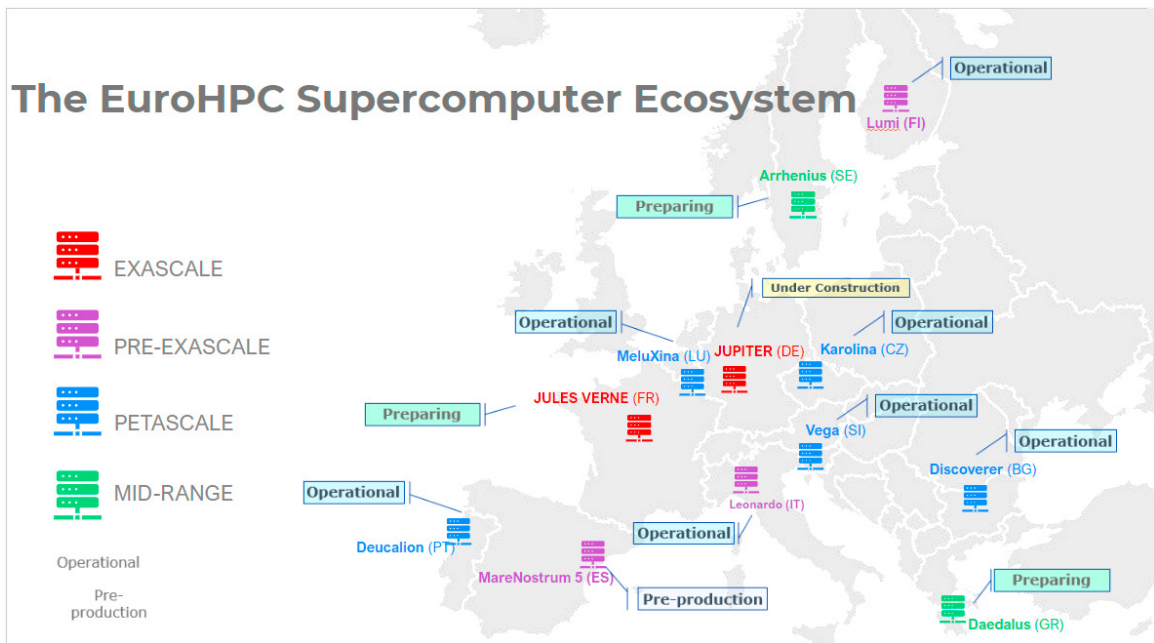 The EuroHPC Supercomputer Ecosystem
Operational
Lumi (FI)
Arrhenius (SE)
Preparing
EXASCALE
PRE-EXASCALE
PETASCALE
MID-RANGE
Operational
Pre-
production
Under Construction
Operational
Operational
MeluXina (LU)
JUPITER (DE)
Karolina (CZ)
JULES VERNE (FR)
Preparing
Operational
Vega (SI)
Operational
Discoverer (BG)
Leonardo (IT)
Operational
Operational
Deucalion (PT)
MareNostrum 5 (ES)
Pre-production
Preparing
Daedalus (GR)